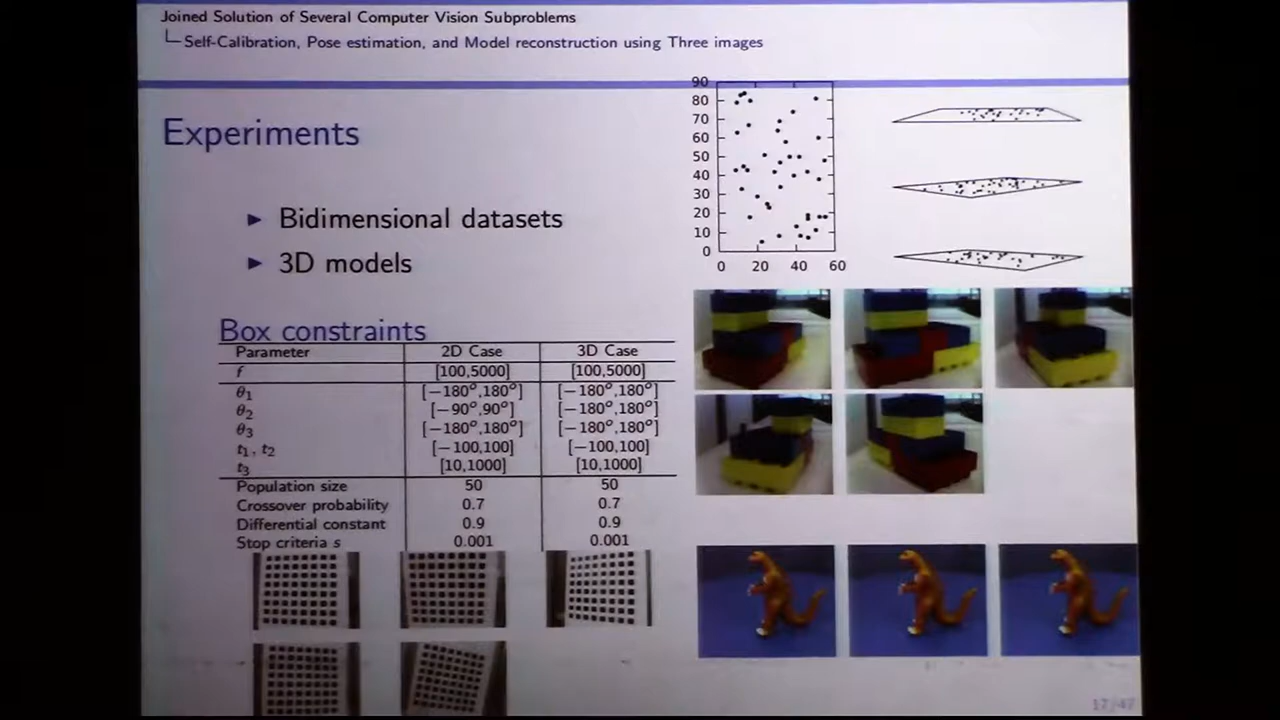 Joined Solution of Several Computer Vision Subproblems
Self-Calibration, Pose estimation, and Model reconstruction using Three images
Experiments
► Bidimensional datasets
► 3D models
Box constraints
Parameter 2D Case 3D Case
f [100,5000] [100,5000]
θ1 [−180°,180°] [−180°,180°]
θ2 [−90°,90°] [−180°,180°]
θ3 [−180°,180°] [−180°,180°]
t1, t2 [−100,100] [−100,100]
t3 [10,1000] [10,1000]
Population size 50 50
Crossover probability 0.7 0.7
Differential constant 0.9 0.9
Stop criteria s 0.001 0.001
90
80
70
60
50
40
30
20
10
0
0 20 40 60
17/47